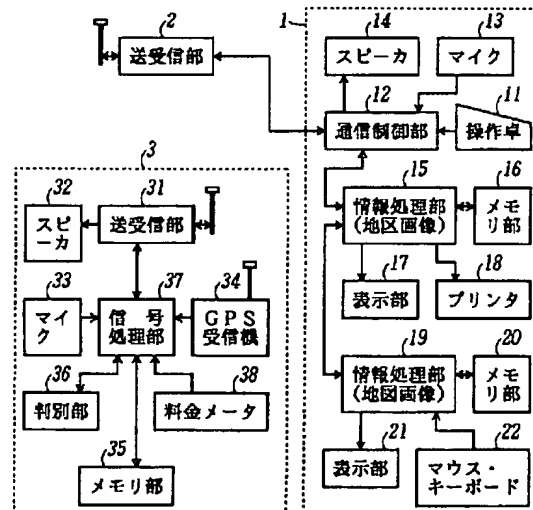 2
送受信部
1
14
スピーカ
13
マイク
12
通信制御部
11
操作卓
15
情報処理部
(地区画像)
16
メモ
リ部
17
表示部
18
プリンタ
19
情報処理部
(地図画像)
20
メモ
リ部
21
表示部
22
マウス・
キーボード
3
32
スピ
ーカ
31
送受信部
33
マイ
ク
37
信号
処理部
34
GPS
受信機
36
判別部
38
料金メータ
35
メモリ部